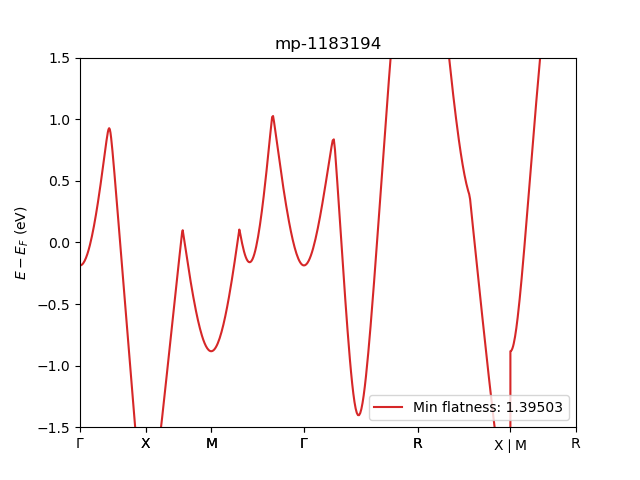 mp-1183194
E − E_F (eV)
1.5
1.0
0.5
0.0
−0.5
−1.0
−1.5
Min flatness: 1.39503
Γ X M Γ R X | M R